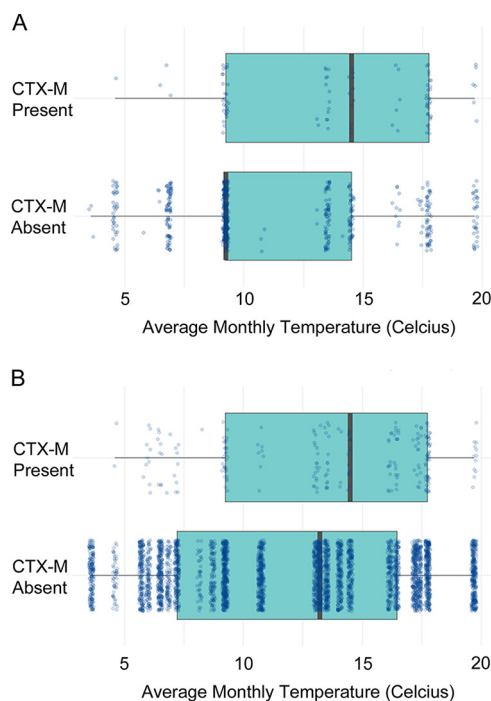 A
CTX-M
Present
CTX-M
Absent
5
10
15
20
Average Monthly Temperature (Celcius)
B
CTX-M
Present
CTX-M
Absent
5
10
15
20
Average Monthly Temperature (Celcius)